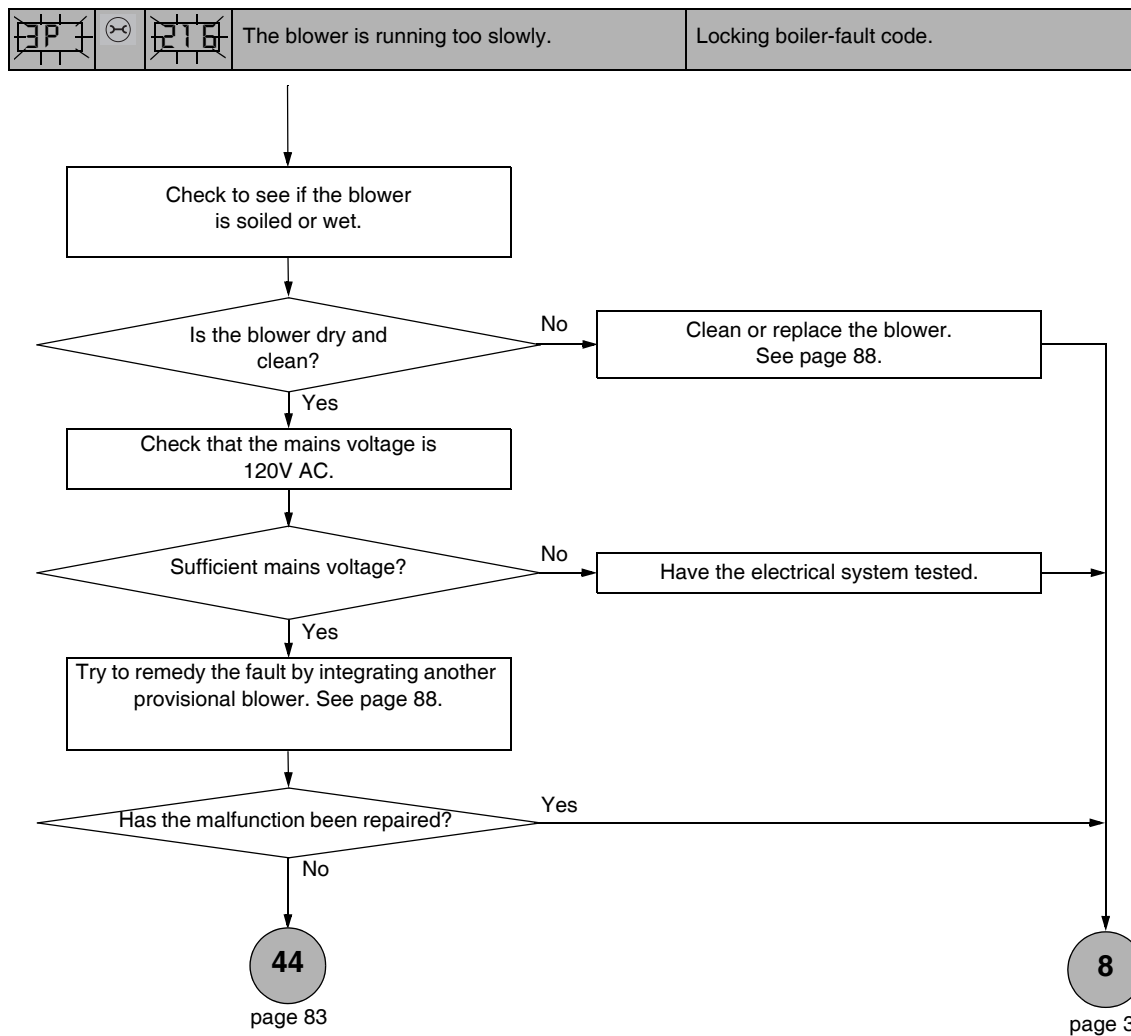 3P 216 The blower is running too slowly. Locking boiler-fault code.
Check to see if the blower
is soiled or wet.
Is the blower dry and
clean?
No
Clean or replace the blower.
See page 88.
Yes
Check that the mains voltage is
120V AC.
Sufficient mains voltage?
No
Have the electrical system tested.
Yes
Try to remedy the fault by integrating another
provisional blower. See page 88.
Has the malfunction been repaired?
Yes
No
44
page 83
8
page 3